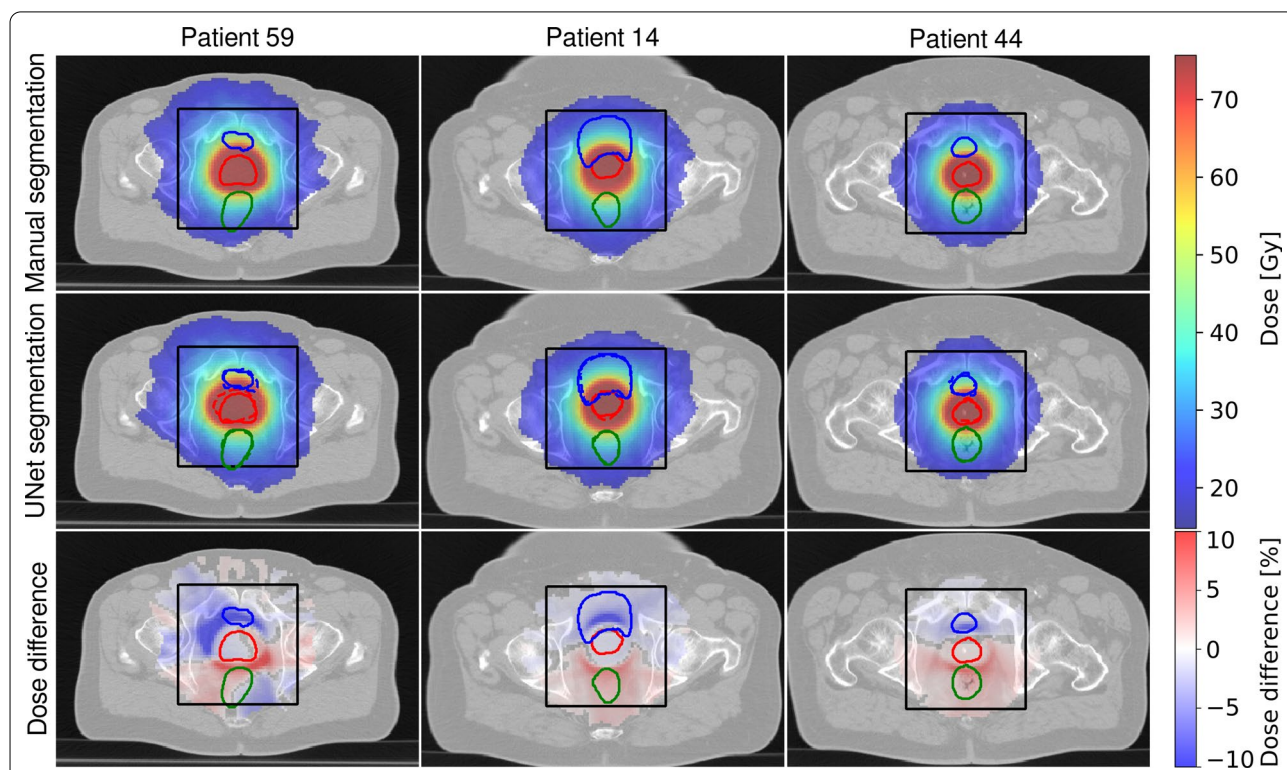 Patient 59
Patient 14
Patient 44
Manual segmentation
UNet segmentation
Dose difference
70
60
50
40
30
20
Dose [Gy]
10
5
0
−5
−10
Dose difference [%]